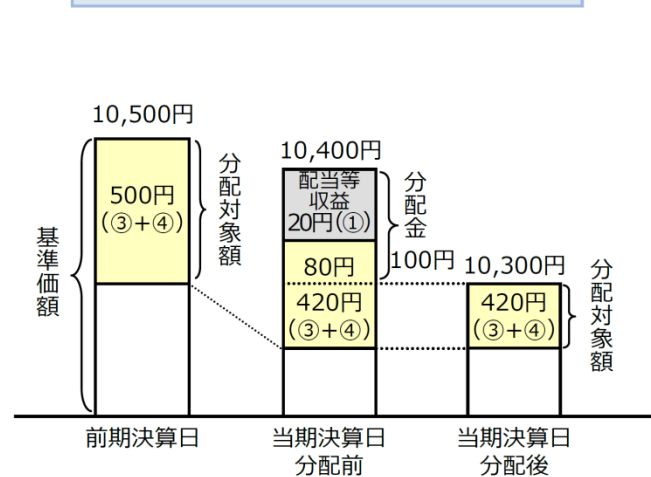 10,500円
500円
(③+④)
分配対象額
基準価額
10,400円
配当等
収益
20円(①)
分配金
80円
100円
420円
(③+④)
10,300円
420円
(③+④)
分配対象額
前期決算日
当期決算日
分配前
当期決算日
分配後